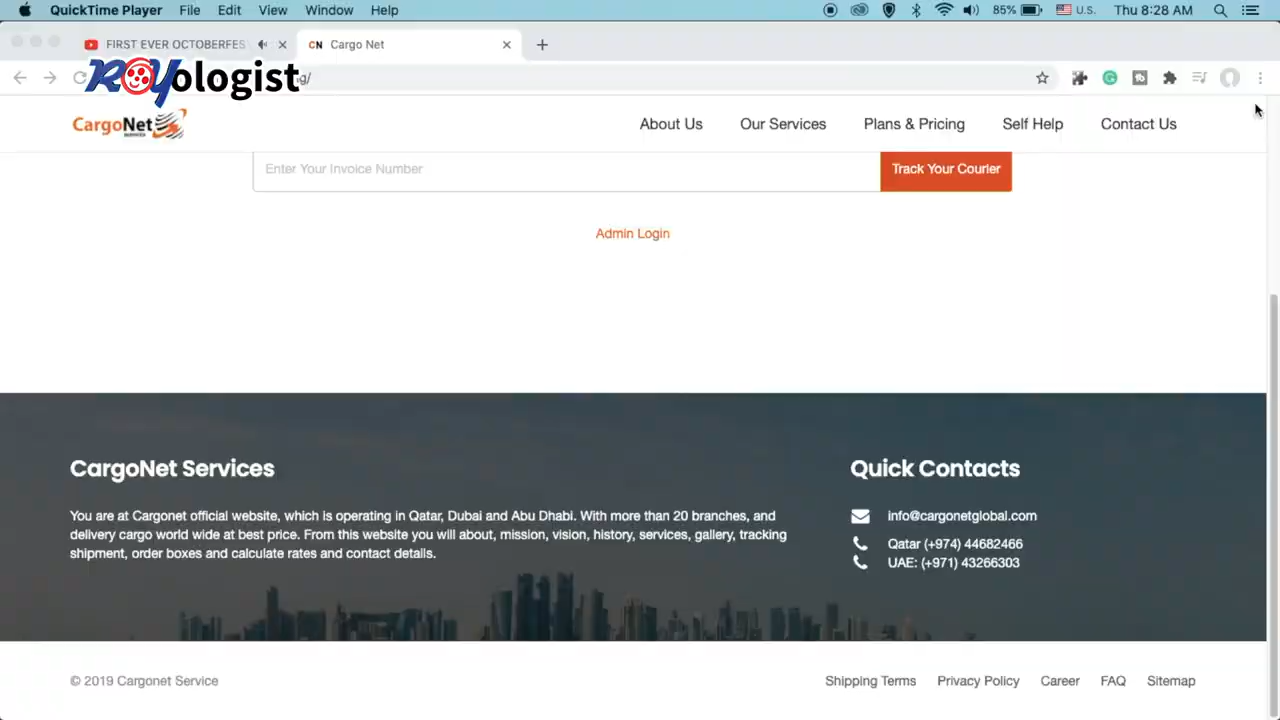 QuickTime Player File Edit View Window Help 85% U.S. Thu 8:28 AM
FIRST EVER OCTOBERFES
CN Cargo Net
ROYologist
g/
CargoNet
About Us Our Services Plans & Pricing Self Help Contact Us
Enter Your Invoice Number
Track Your Courier
Admin Login
CargoNet Services
You are at Cargonet official website, which is operating in Qatar, Dubai and Abu Dhabi. With more than 20 branches, and
delivery cargo world wide at best price. From this website you will about, mission, vision, history, services, gallery, tracking
shipment, order boxes and calculate rates and contact details.
Quick Contacts
info@cargonetglobal.com
Qatar (+974) 44682466
UAE: (+971) 43266303
© 2019 Cargonet Service
Shipping Terms Privacy Policy Career FAQ Sitemap